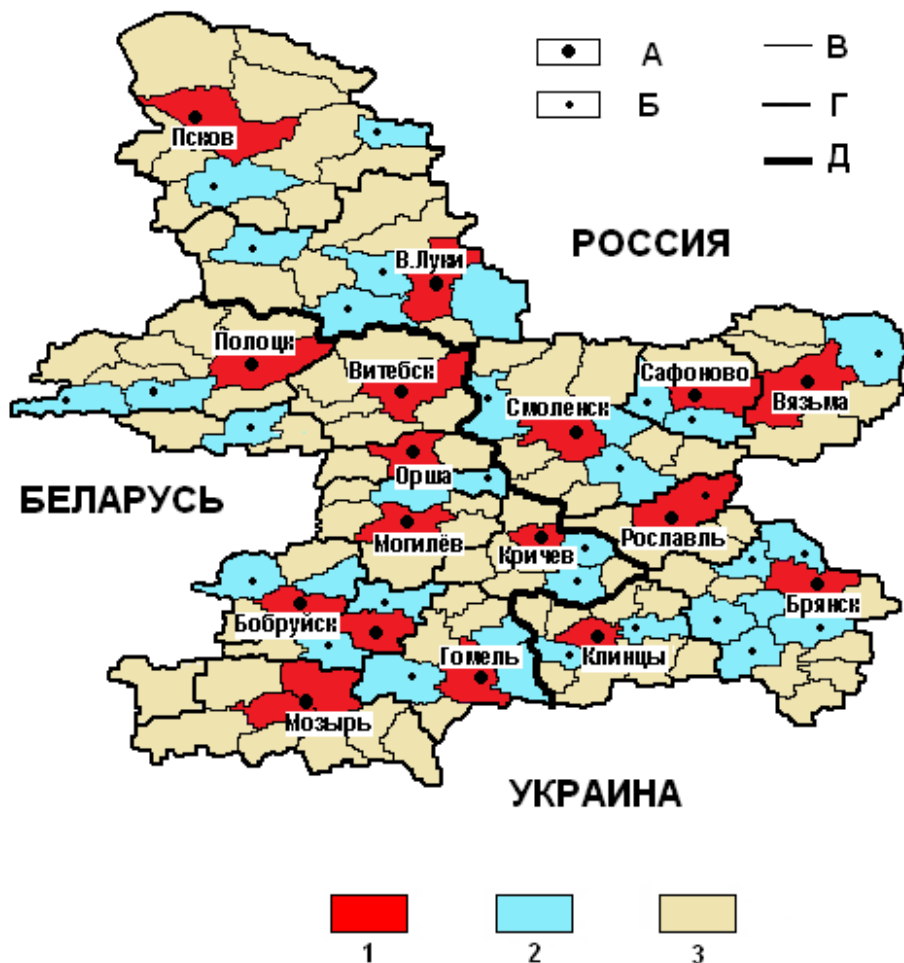 А
Б
В
Г
Д
Псков
РОССИЯ
В.Луки
Полоцк
Витебск
Сафоново
Вязьма
Смоленск
Орша
БЕЛАРУСЬ
Могилёв
Кричев
Рославль
Брянск
Бобруйск
Гомель
Клинцы
Мозырь
УКРАИНА
1
2
3